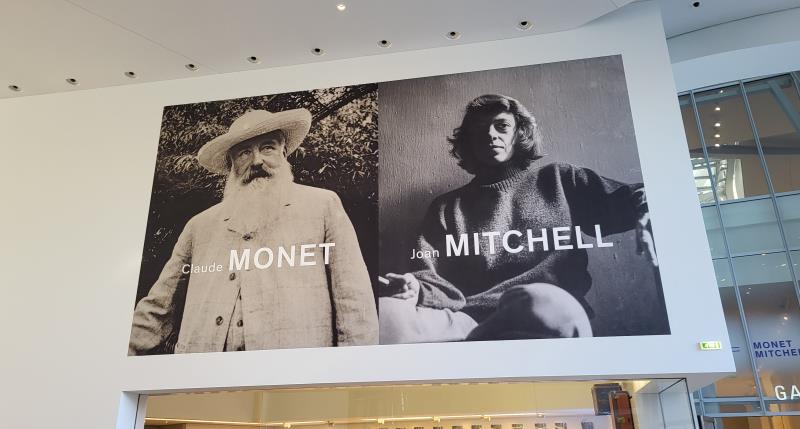 Claude MONET
Joan MITCHELL
MONET
MITCHE
GA